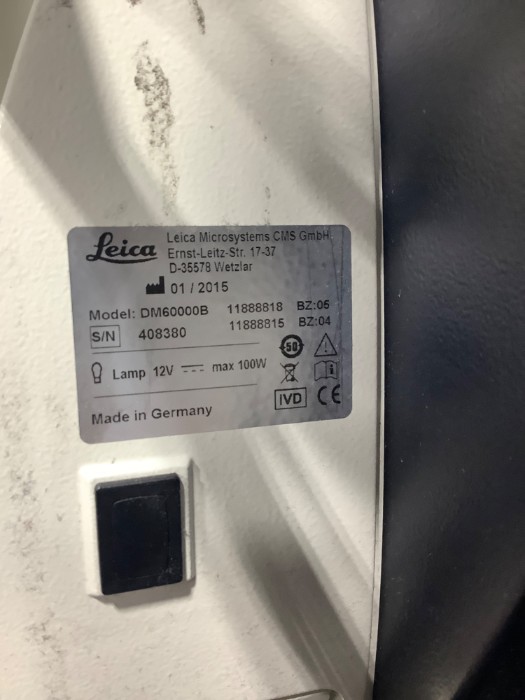 Leica
Leica Microsystems CMS GmbH
Ernst-Leitz-Str. 17-37
D-35578 Wetzlar
01 / 2015
Model: DM60000B 11888818 BZ:05
S/N 408380 11888815 BZ:04
Lamp 12V max 100W
50
IVD CE
Made in Germany